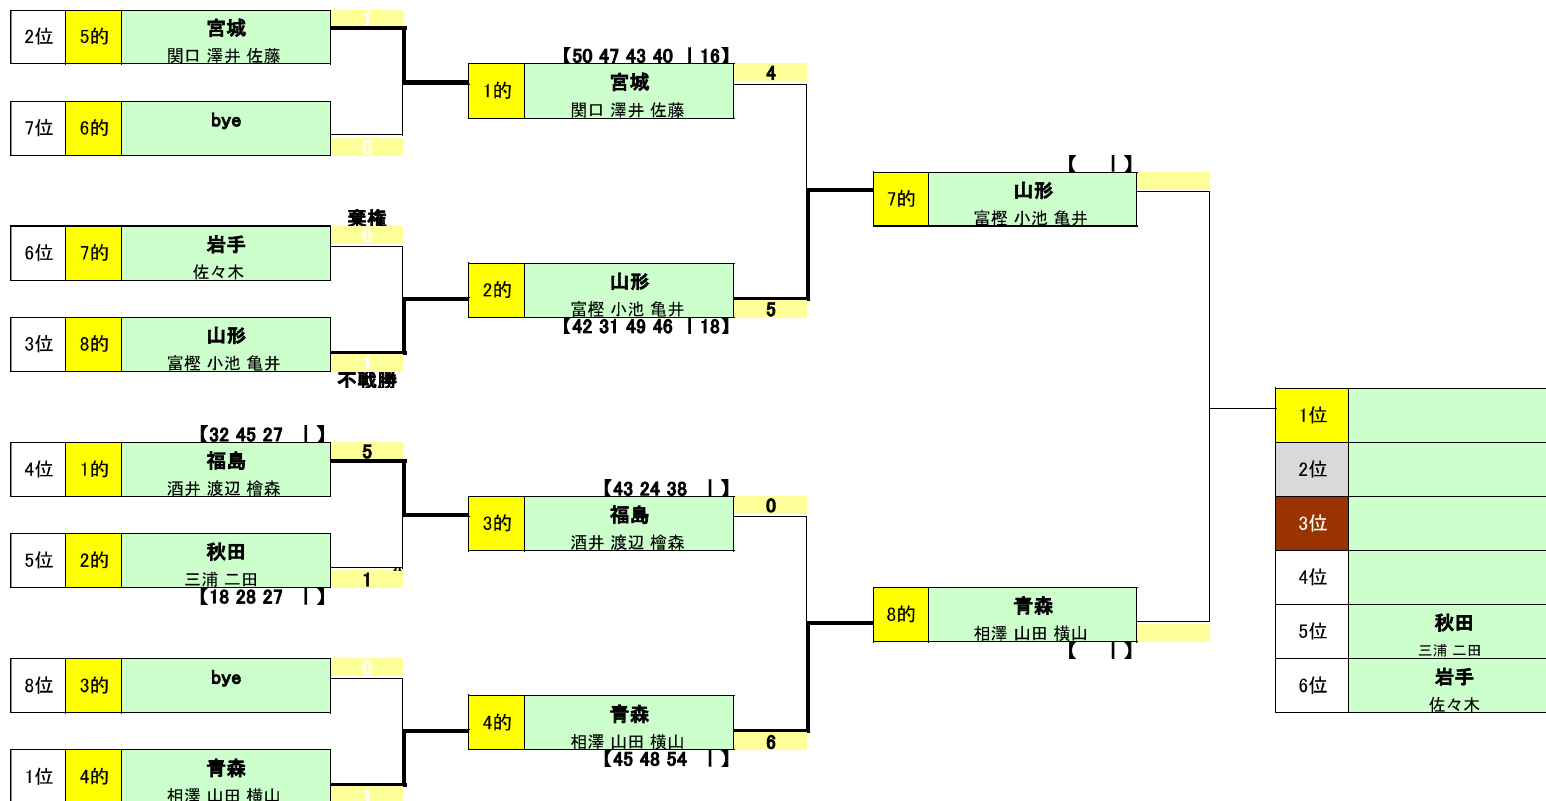 2位 5的 宮城 1
関口 澤井 佐藤
7位 6的 bye
0
棄権
6位 7的 岩手 0
佐々木
3位 8的 山形
富樫 小池 亀井 1
不戦勝
【32 45 27 | 】
4位 1的 福島 5
酒井 渡辺 檜森
5位 2的 秋田
三浦 二田 1
【18 28 27 | 】
8位 3的 bye 0
1位 4的 青森
相澤 山田 横山 1
【50 47 43 40 | 16】
1的 宮城 4
関口 澤井 佐藤
2的 山形
富樫 小池 亀井 5
【42 31 49 46 | 18】
【43 24 38 | 】
3的 福島 0
酒井 渡辺 檜森
4的 青森
相澤 山田 横山 6
【45 48 54 | 】
【 | 】
7的 山形
富樫 小池 亀井
8的 青森
相澤 山田 横山
【 | 】
1位
2位
3位
4位
5位 秋田
三浦 二田
6位 岩手
佐々木